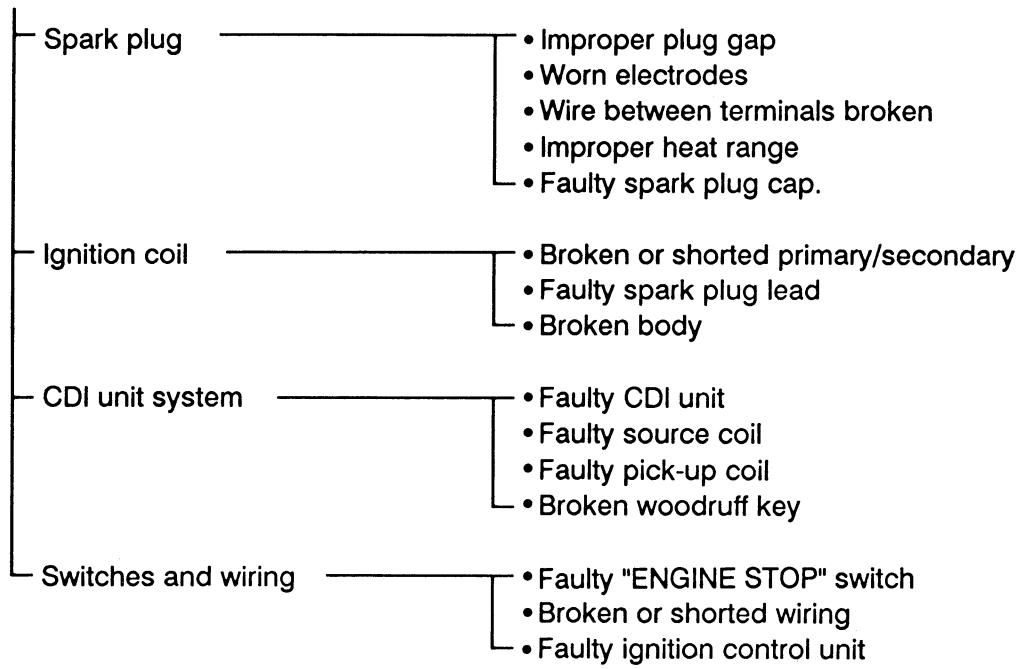 Spark plug
• Improper plug gap
• Worn electrodes
• Wire between terminals broken
• Improper heat range
• Faulty spark plug cap.
Ignition coil
• Broken or shorted primary/secondary
• Faulty spark plug lead
• Broken body
CDI unit system
• Faulty CDI unit
• Faulty source coil
• Faulty pick-up coil
• Broken woodruff key
Switches and wiring
• Faulty "ENGINE STOP" switch
• Broken or shorted wiring
• Faulty ignition control unit